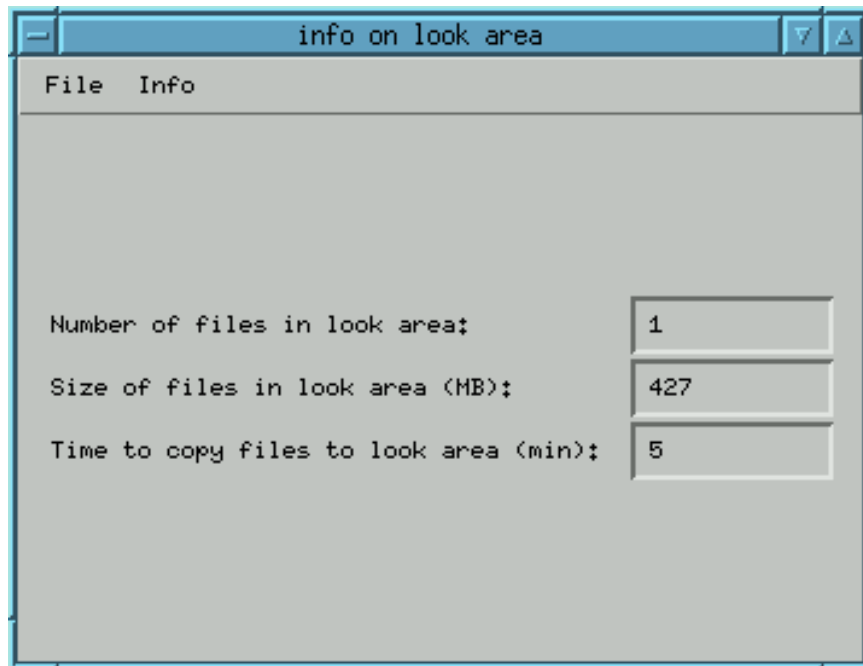 info on look area
File Info
Number of files in look area: 1
Size of files in look area (MB): 427
Time to copy files to look area (min): 5